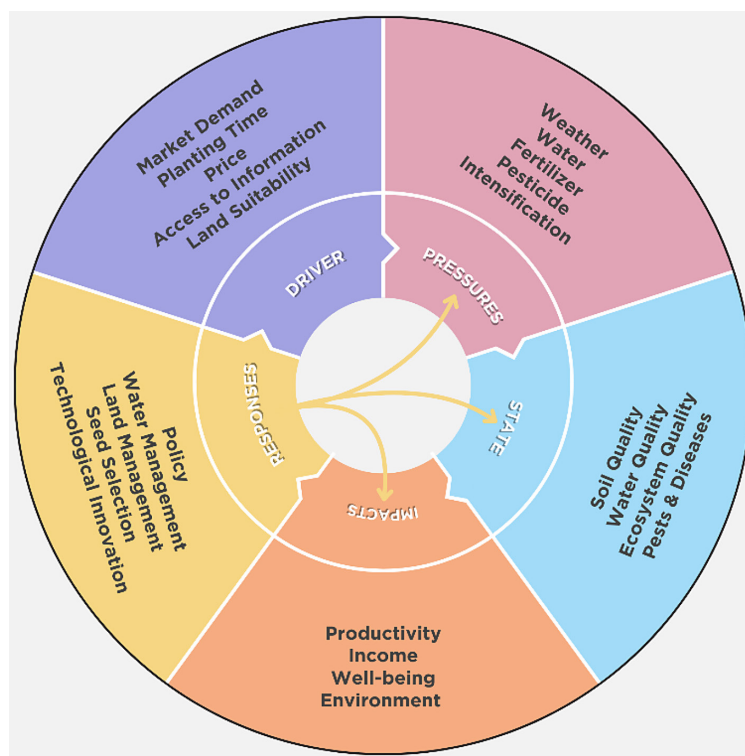 Market Demand
Planting Time
Price
Access to Information
Land Suitability
DRIVER
Weather
Water
Fertilizer
Pesticide
Intensification
PRESSURES
Soil Quality
Water Quality
Ecosystem Quality
Pests & Diseases
STATE
Productivity
Income
Well-being
Environment
IMPACTS
Policy
Water Management
Land Management
Seed Selection
Technological Innovation
RESPONSES